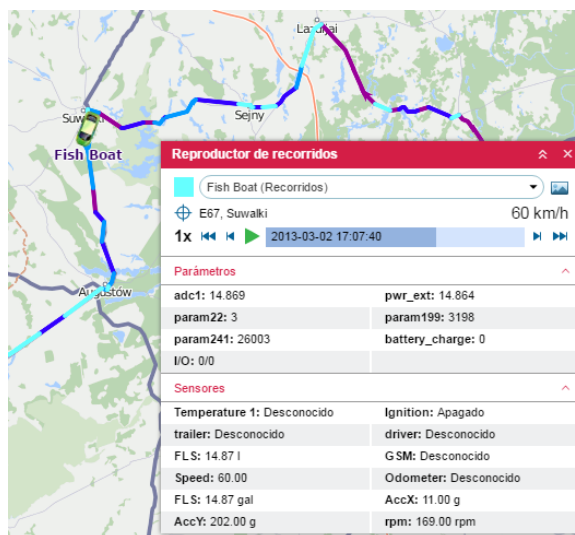 Lazdijai
Suwalki
Sejny
Fish Boat
Augustów
Reproductor de recorridos
Fish Boat (Recorridos)
E67, Suwalki 60 km/h
1x 2013-03-02 17:07:40
Parámetros
adc1: 14.869 pwr_ext: 14.864
param22: 3 param199: 3198
param241: 26003 battery_charge: 0
I/O: 0/0
Sensores
Temperature 1: Desconocido Ignition: Apagado
trailer: Desconocido driver: Desconocido
FLS: 14.87 l GSM: Desconocido
Speed: 60.00 Odometer: Desconocido
FLS: 14.87 gal AccX: 11.00 g
AccY: 202.00 g rpm: 169.00 rpm